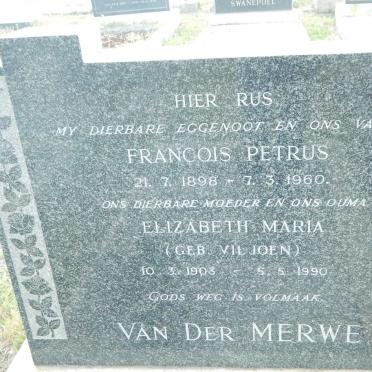 SWANEPOEL
HIER RUS
MY DIERBARE EGGENOOT EN ONS VA
FRANCOIS PETRUS
21. 7. 1898 – 7. 3. 1960.
ONS DIERBARE MOEDER EN ONS OUMA
ELIZABETH MARIA
(GEB. VILJOEN)
10. 3. 1903 – 5. 5. 1990
GODS WEG IS VOLMAAK.
VAN DER MERWE